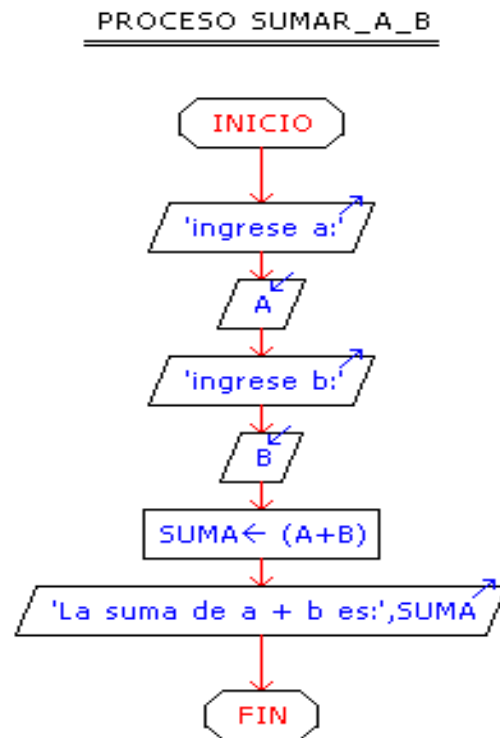 PROCESO SUMAR_A_B
INICIO
'ingrese a:'
A
'ingrese b:'
B
SUMA← (A+B)
'La suma de a + b es:',SUMA
FIN